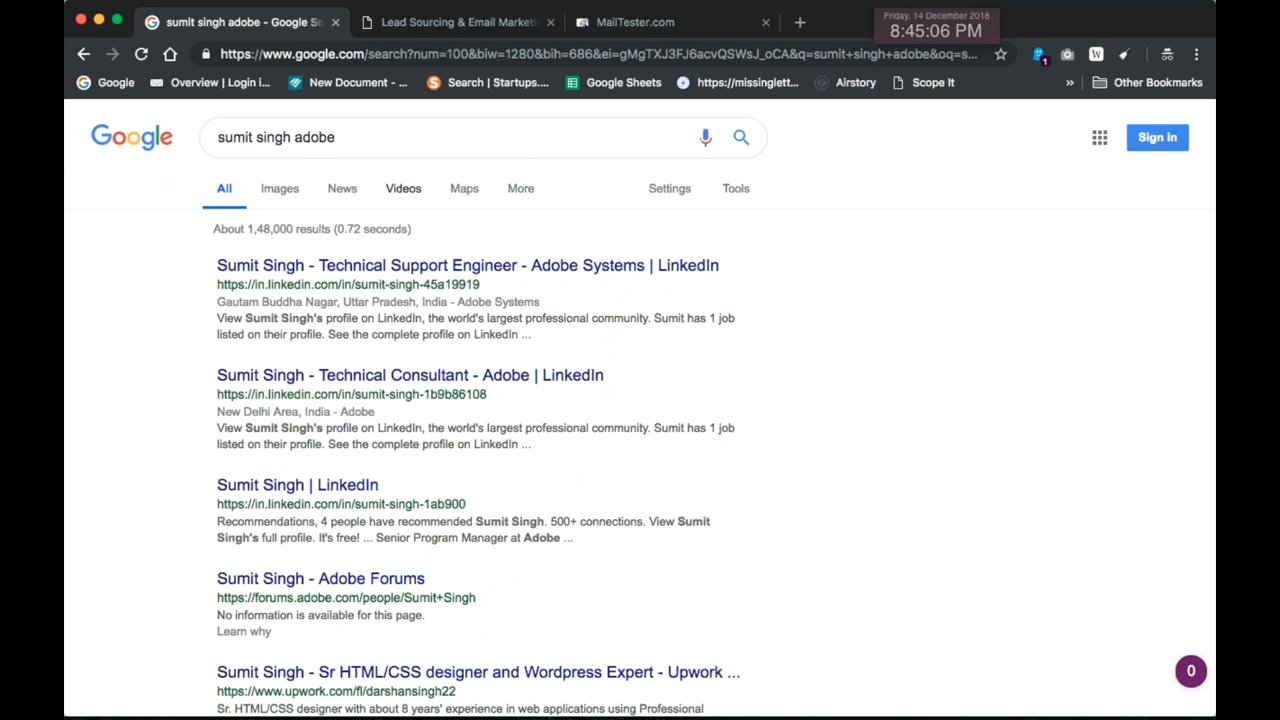 sumit singh adobe - Google Se
Lead Sourcing & Email Marketi
MailTester.com
Friday, 14 December 2018
8:45:06 PM
https://www.google.com/search?num=100&biw=1280&bih=686&ei=gMgTXJ3FJ6acvQSWsJ_oCA&q=sumit+singh+adobe&oq=s...
1
W
Google
Overview | Login i...
New Document - ...
S
Search | Startups....
Google Sheets
https://missinglett...
Airstory
Scope It
»
Other Bookmarks
Google
sumit singh adobe
Sign in
All
Images
News
Videos
Maps
More
Settings
Tools
About 1,48,000 results (0.72 seconds)
Sumit Singh - Technical Support Engineer - Adobe Systems | LinkedIn
https://in.linkedin.com/in/sumit-singh-45a19919
Gautam Buddha Nagar, Uttar Pradesh, India - Adobe Systems
View Sumit Singh's profile on LinkedIn, the world's largest professional community. Sumit has 1 job
listed on their profile. See the complete profile on LinkedIn ...
Sumit Singh - Technical Consultant - Adobe | LinkedIn
https://in.linkedin.com/in/sumit-singh-1b9b86108
New Delhi Area, India - Adobe
View Sumit Singh's profile on LinkedIn, the world's largest professional community. Sumit has 1 job
listed on their profile. See the complete profile on LinkedIn ...
Sumit Singh | LinkedIn
https://in.linkedin.com/in/sumit-singh-1ab900
Recommendations, 4 people have recommended Sumit Singh. 500+ connections. View Sumit
Singh's full profile. It's free! ... Senior Program Manager at Adobe ...
Sumit Singh - Adobe Forums
https://forums.adobe.com/people/Sumit+Singh
No information is available for this page.
Learn why
Sumit Singh - Sr HTML/CSS designer and Wordpress Expert - Upwork ...
https://www.upwork.com/fl/darshansingh22
Sr. HTML/CSS designer with about 8 years' experience in web applications using Professional
0